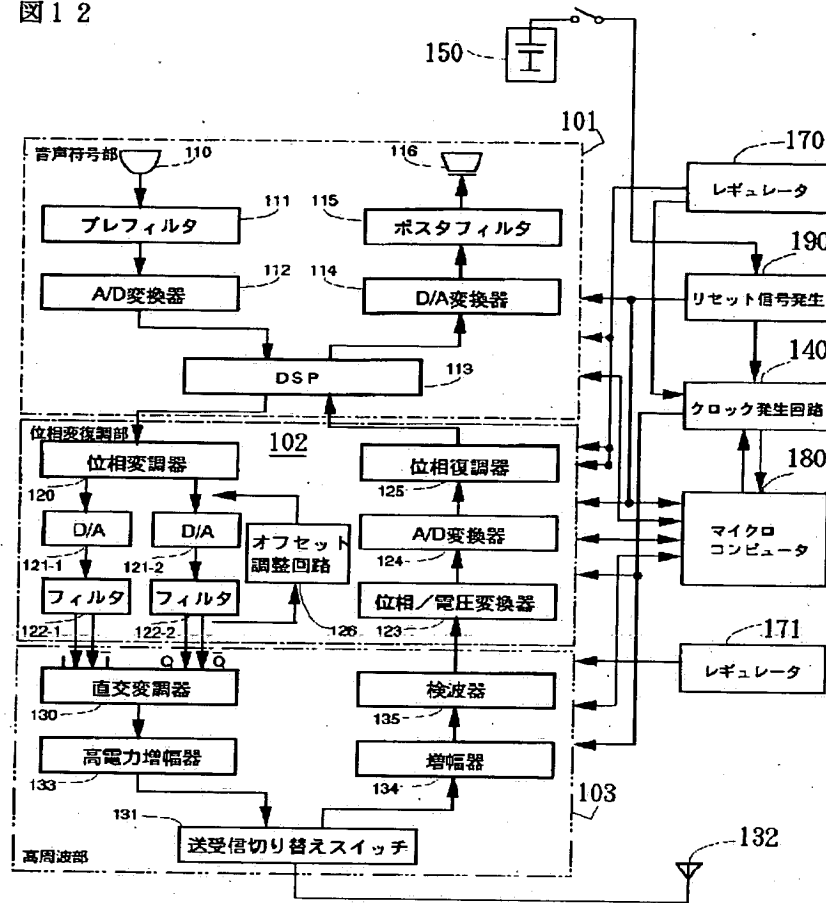 図12
150
101
音声符号部
110
116
170
レギュレータ
プレフィルタ
111
115
ポスタフィルタ
190
A/D変換器
112
114
D/A変換器
リセット信号発生
DSP
113
140
クロック発生回路
位相変復調部
102
位相変調器
120
位相復調器
125
180
マイクロ
コンピュータ
D/A
121-1
D/A
121-2
オフセット
調整回路
126
A/D変換器
124
フィルタ
122-1
フィルタ
122-2
位相/電圧変換器
123
171
レギュレータ
I
I
Q
Q
直交変調器
130
検波器
135
高電力増幅器
133
増幅器
134
131
送受信切り替えスイッチ
103
高周波部
132